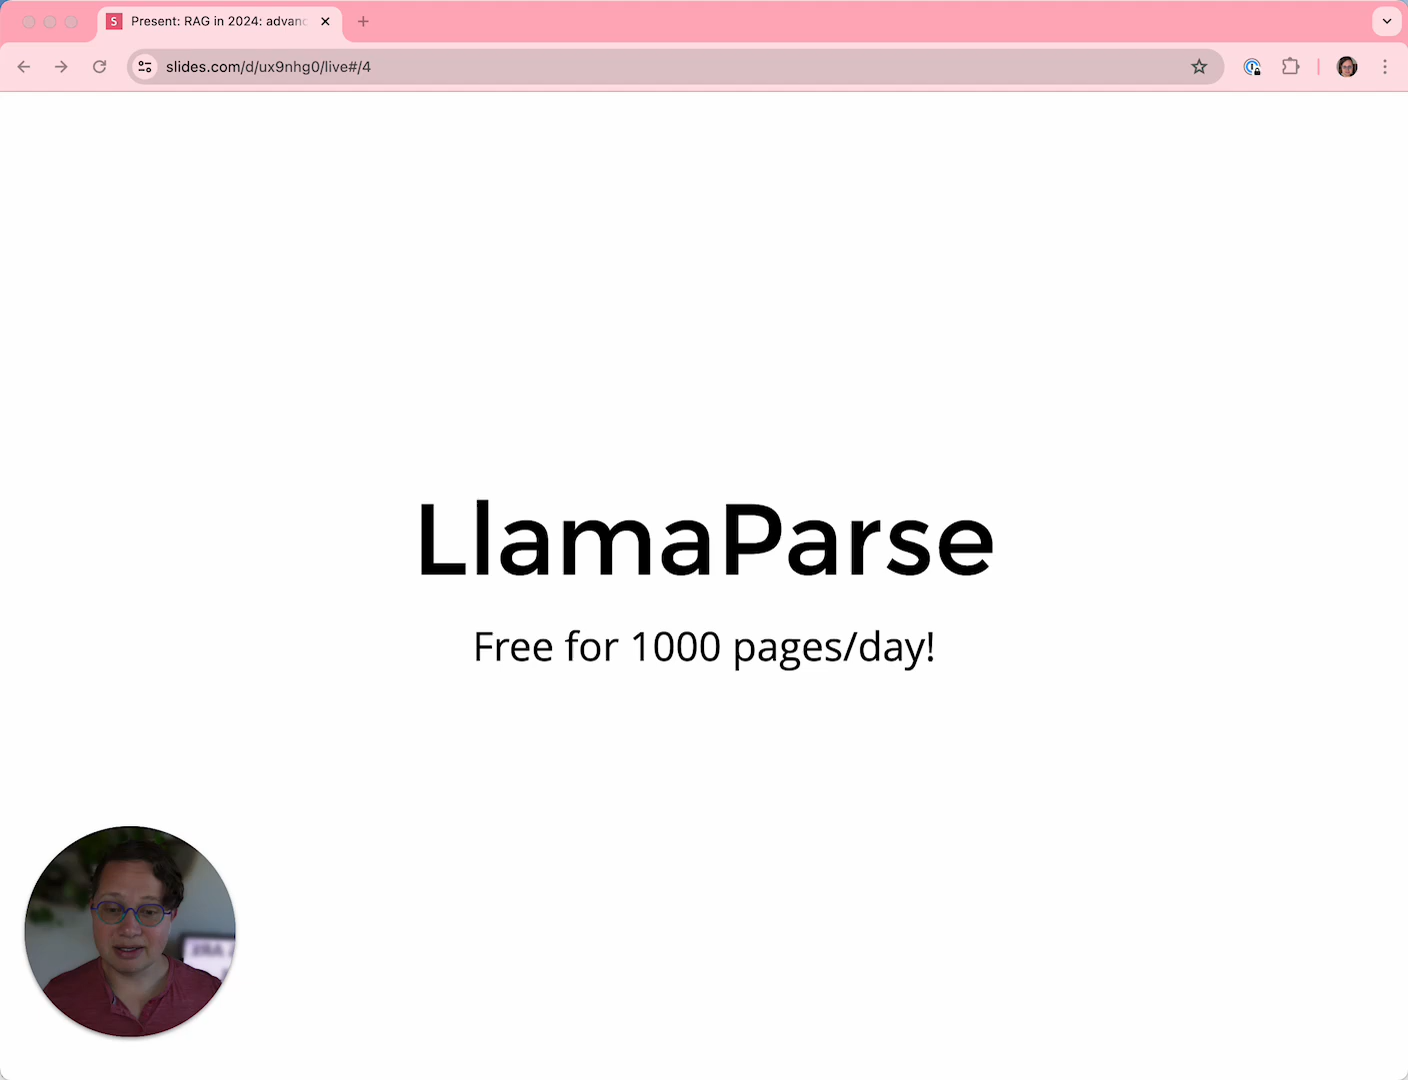 S Present: RAG in 2024: advanc
slides.com/d/ux9nhg0/live#/4
LlamaParse
Free for 1000 pages/day!